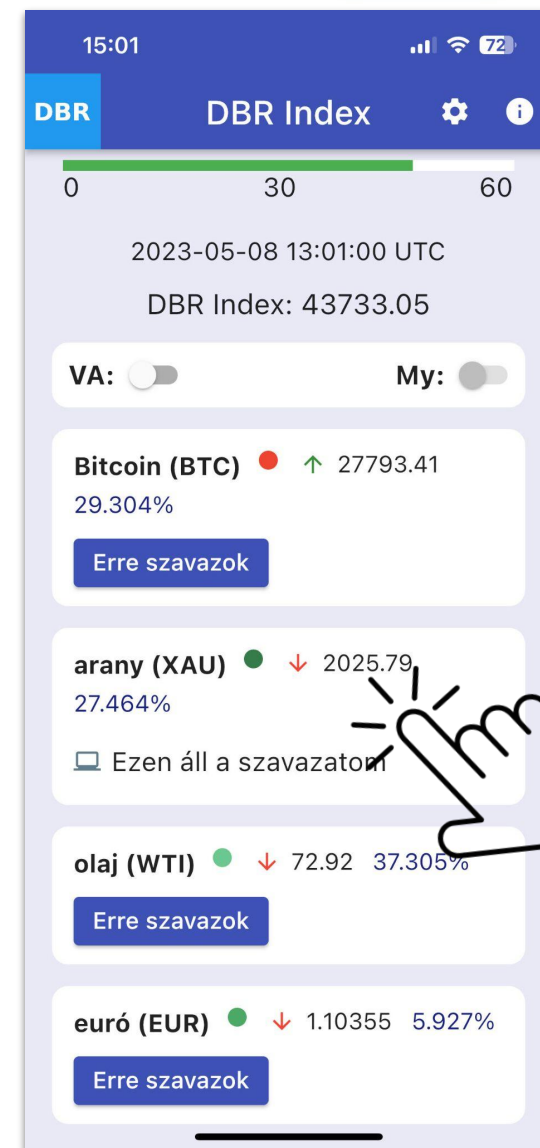 15:01
72
DBR
DBR Index
0 30 60
2023-05-08 13:01:00 UTC
DBR Index: 43733.05
VA: My:
Bitcoin (BTC) ↑ 27793.41
29.304%
Erre szavazok
arany (XAU) ↓ 2025.79
27.464%
Ezen áll a szavazatom
olaj (WTI) ↓ 72.92 37.305%
Erre szavazok
euró (EUR) ↓ 1.10355 5.927%
Erre szavazok